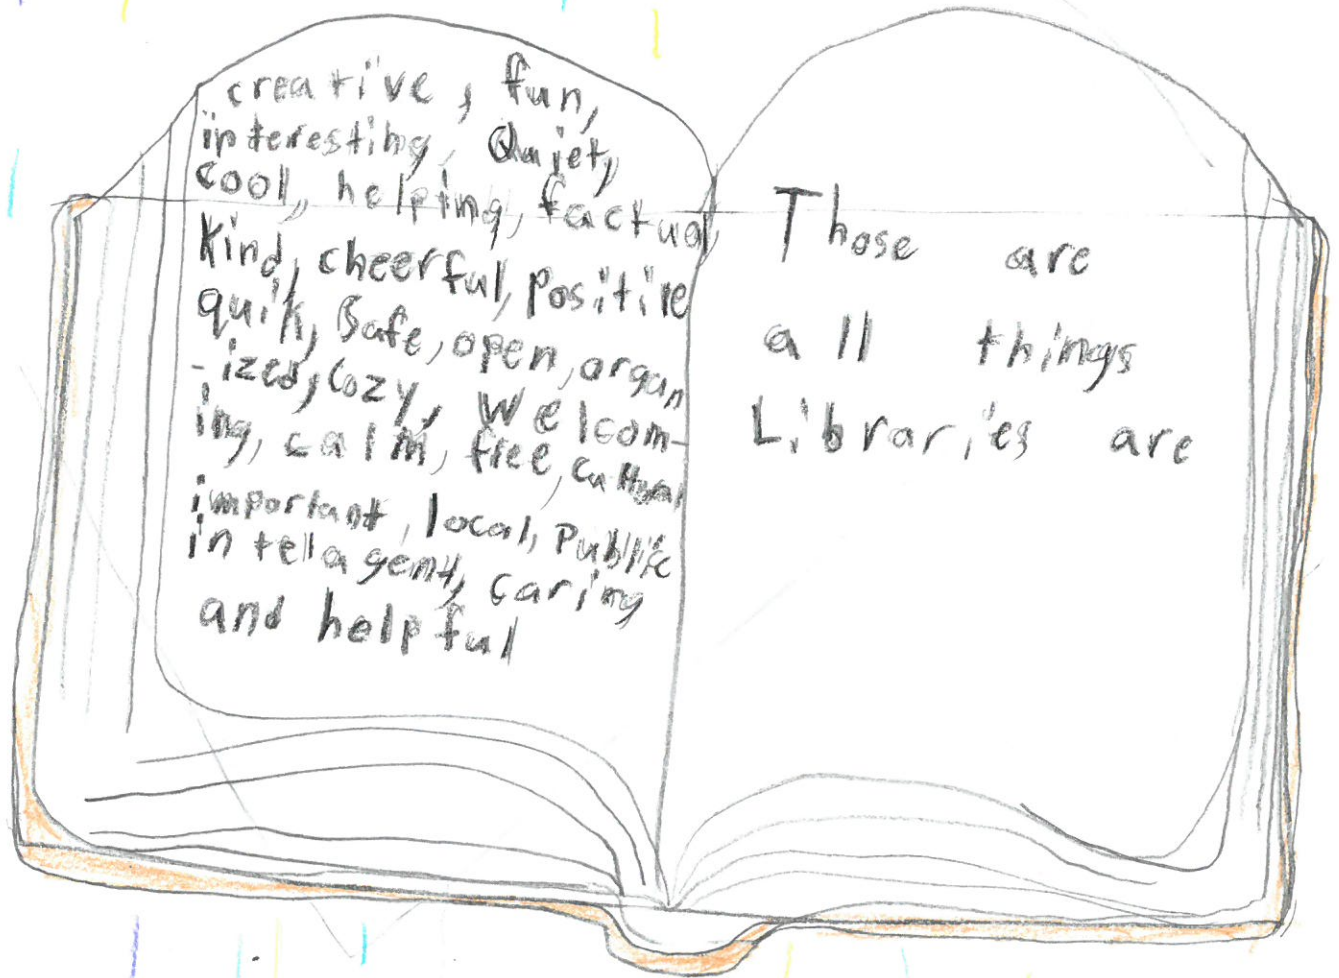 creative, fun,
interesting, Quiet,
cool, helping, factual,
kind, cheerful, positive
quik, Safe, open, organ
-ized, Cozy, Welcom-
ing, calm, free, cultural
important, local, Public
intelagent, caring
and helpful
Those are
all things
Libraries are